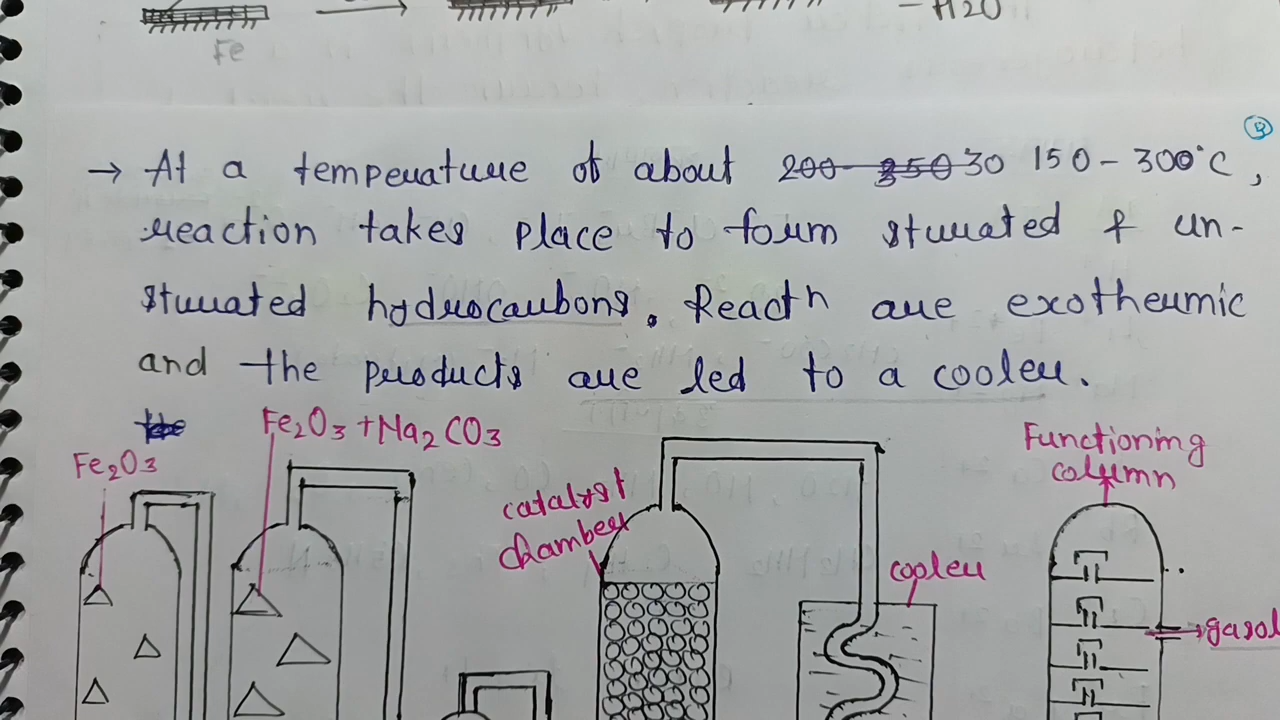 Fe
- H2O
→ At a temperature of about ~~200 - 350~~ 30 150 - 300°C,
reaction takes place to form sturated & un-
sturated hydrocarbons. Reactn are exothermic
and the products are led to a cooler.
Fe2O3
Fe2O3 + Na2CO3
catalyst
chamber
cooler
Functioning
column
gasol